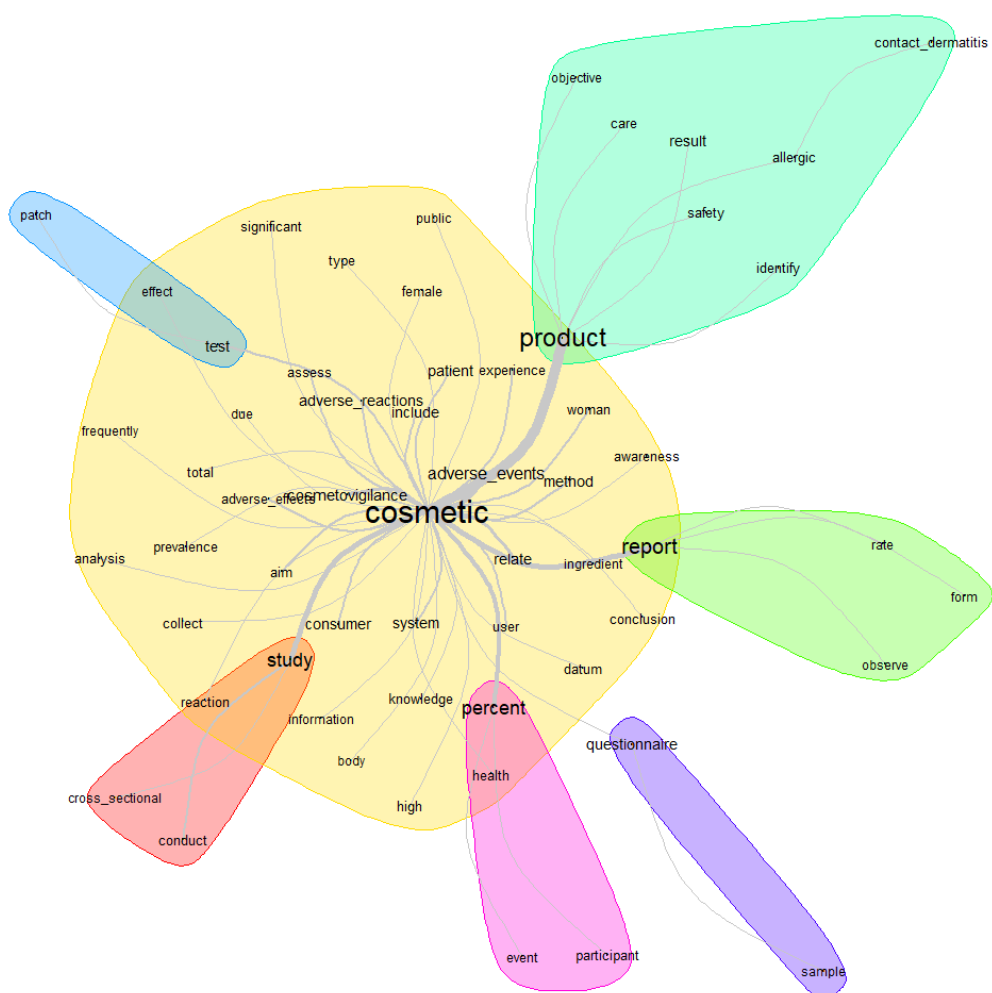 contact_dermatitis
objective
care
result
allergic
safety
identify
patch
significant
public
type
effect
female
product
test
assess
patient
experience
adverse_reactions
include
woman
due
frequently
total
adverse_events
awareness
method
cosmetovigilance
adverse_effects
cosmetic
prevalence
report
rate
analysis
relate
ingredient
aim
form
collect
consumer
system
user
conclusion
study
datum
observe
reaction
knowledge
percent
information
questionnaire
body
health
cross_sectional
high
conduct
event
participant
sample